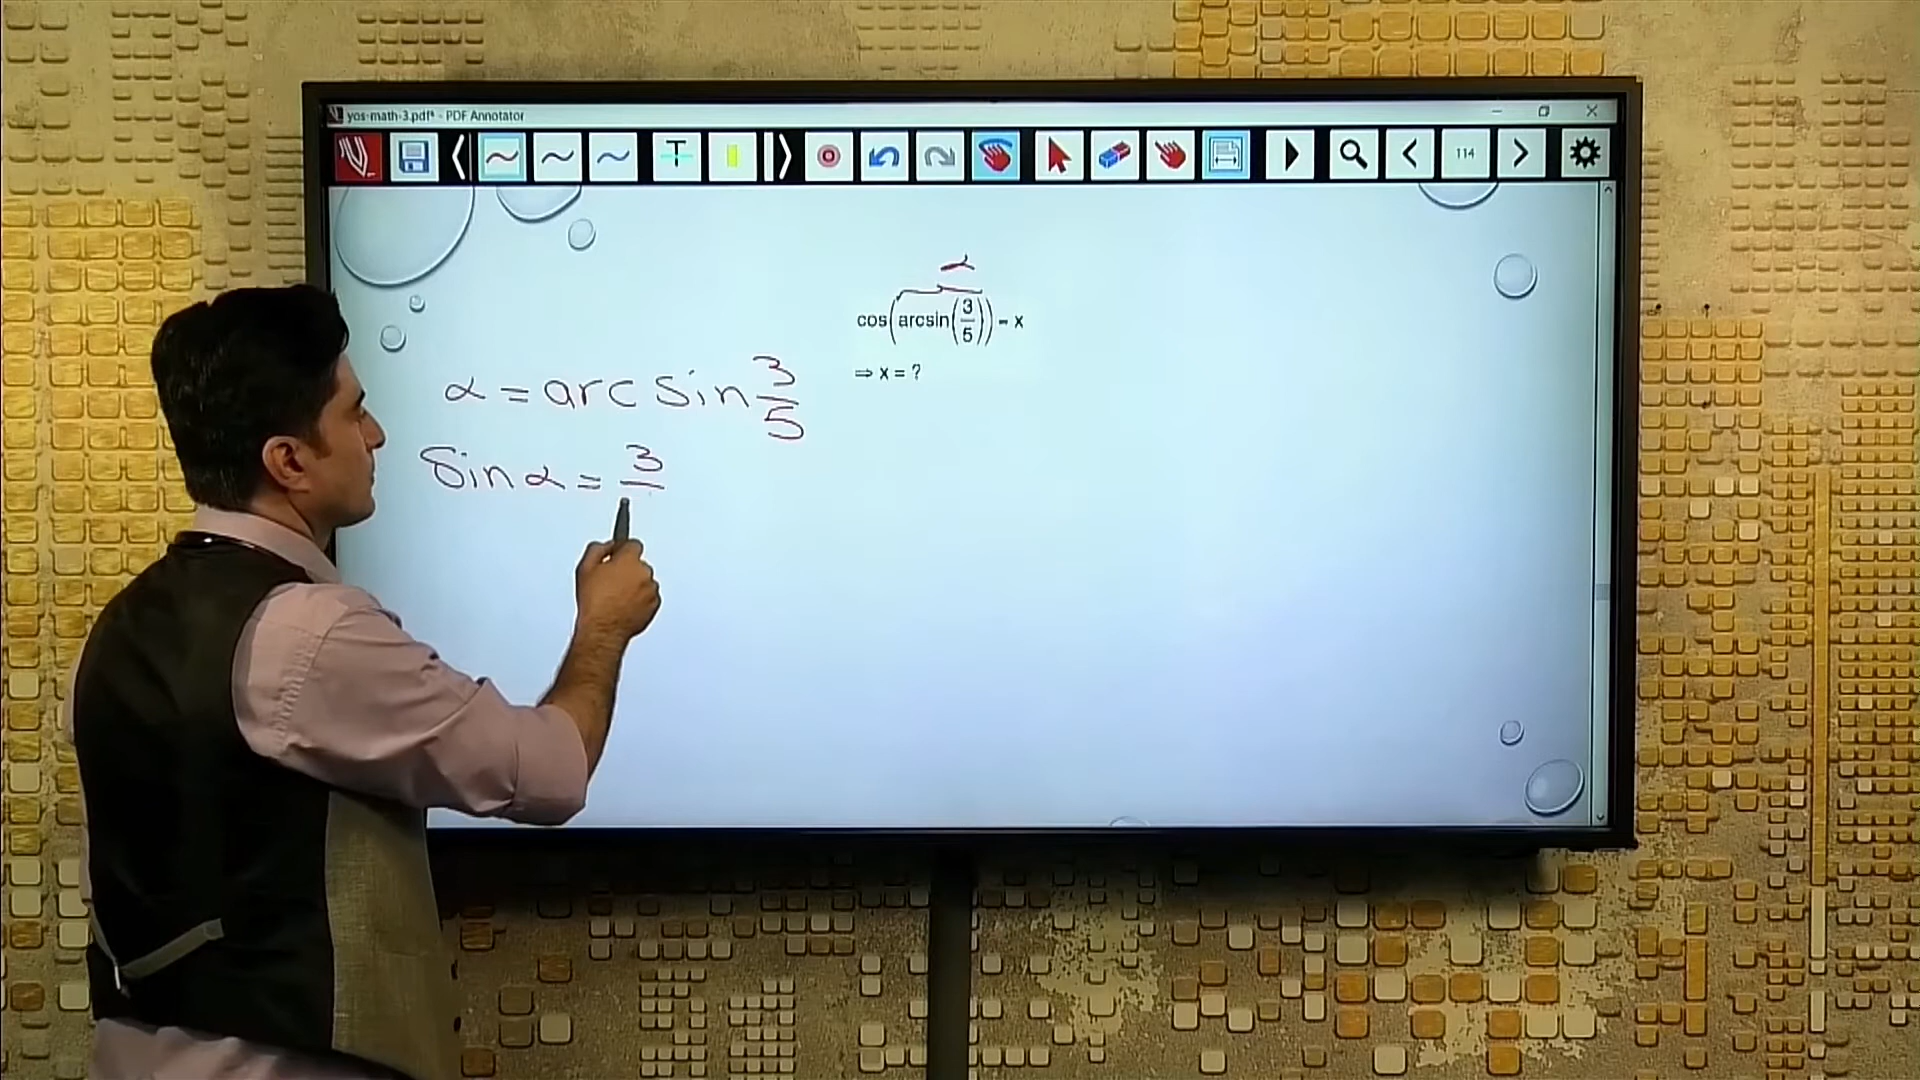 yos-math-3.pdf* - PDF Annotator
T
114
α
cos(arcsin(3/5)) = x
⇒ x = ?
α = arc sin 3/5
Sin α = 3/